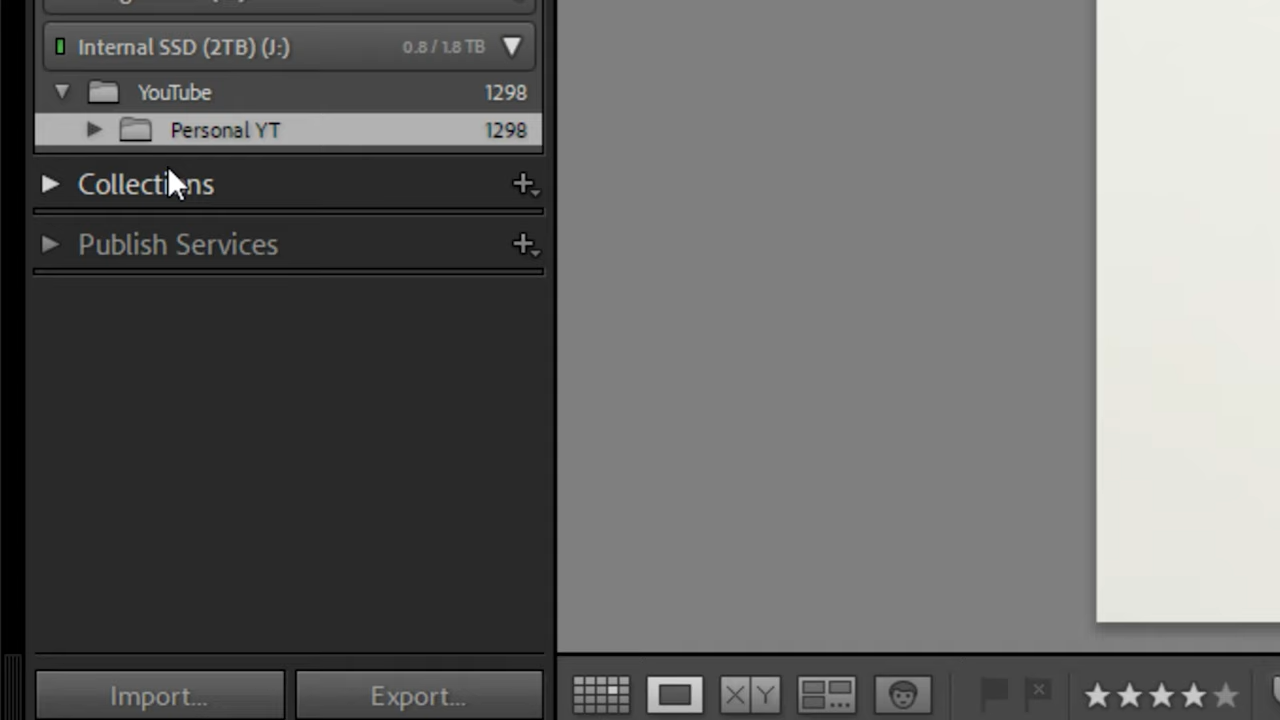 Internal SSD (2TB) (J:) 0.8 / 1.8 TB
YouTube 1298
Personal YT 1298
Collections
Publish Services
Import... Export...
X Y